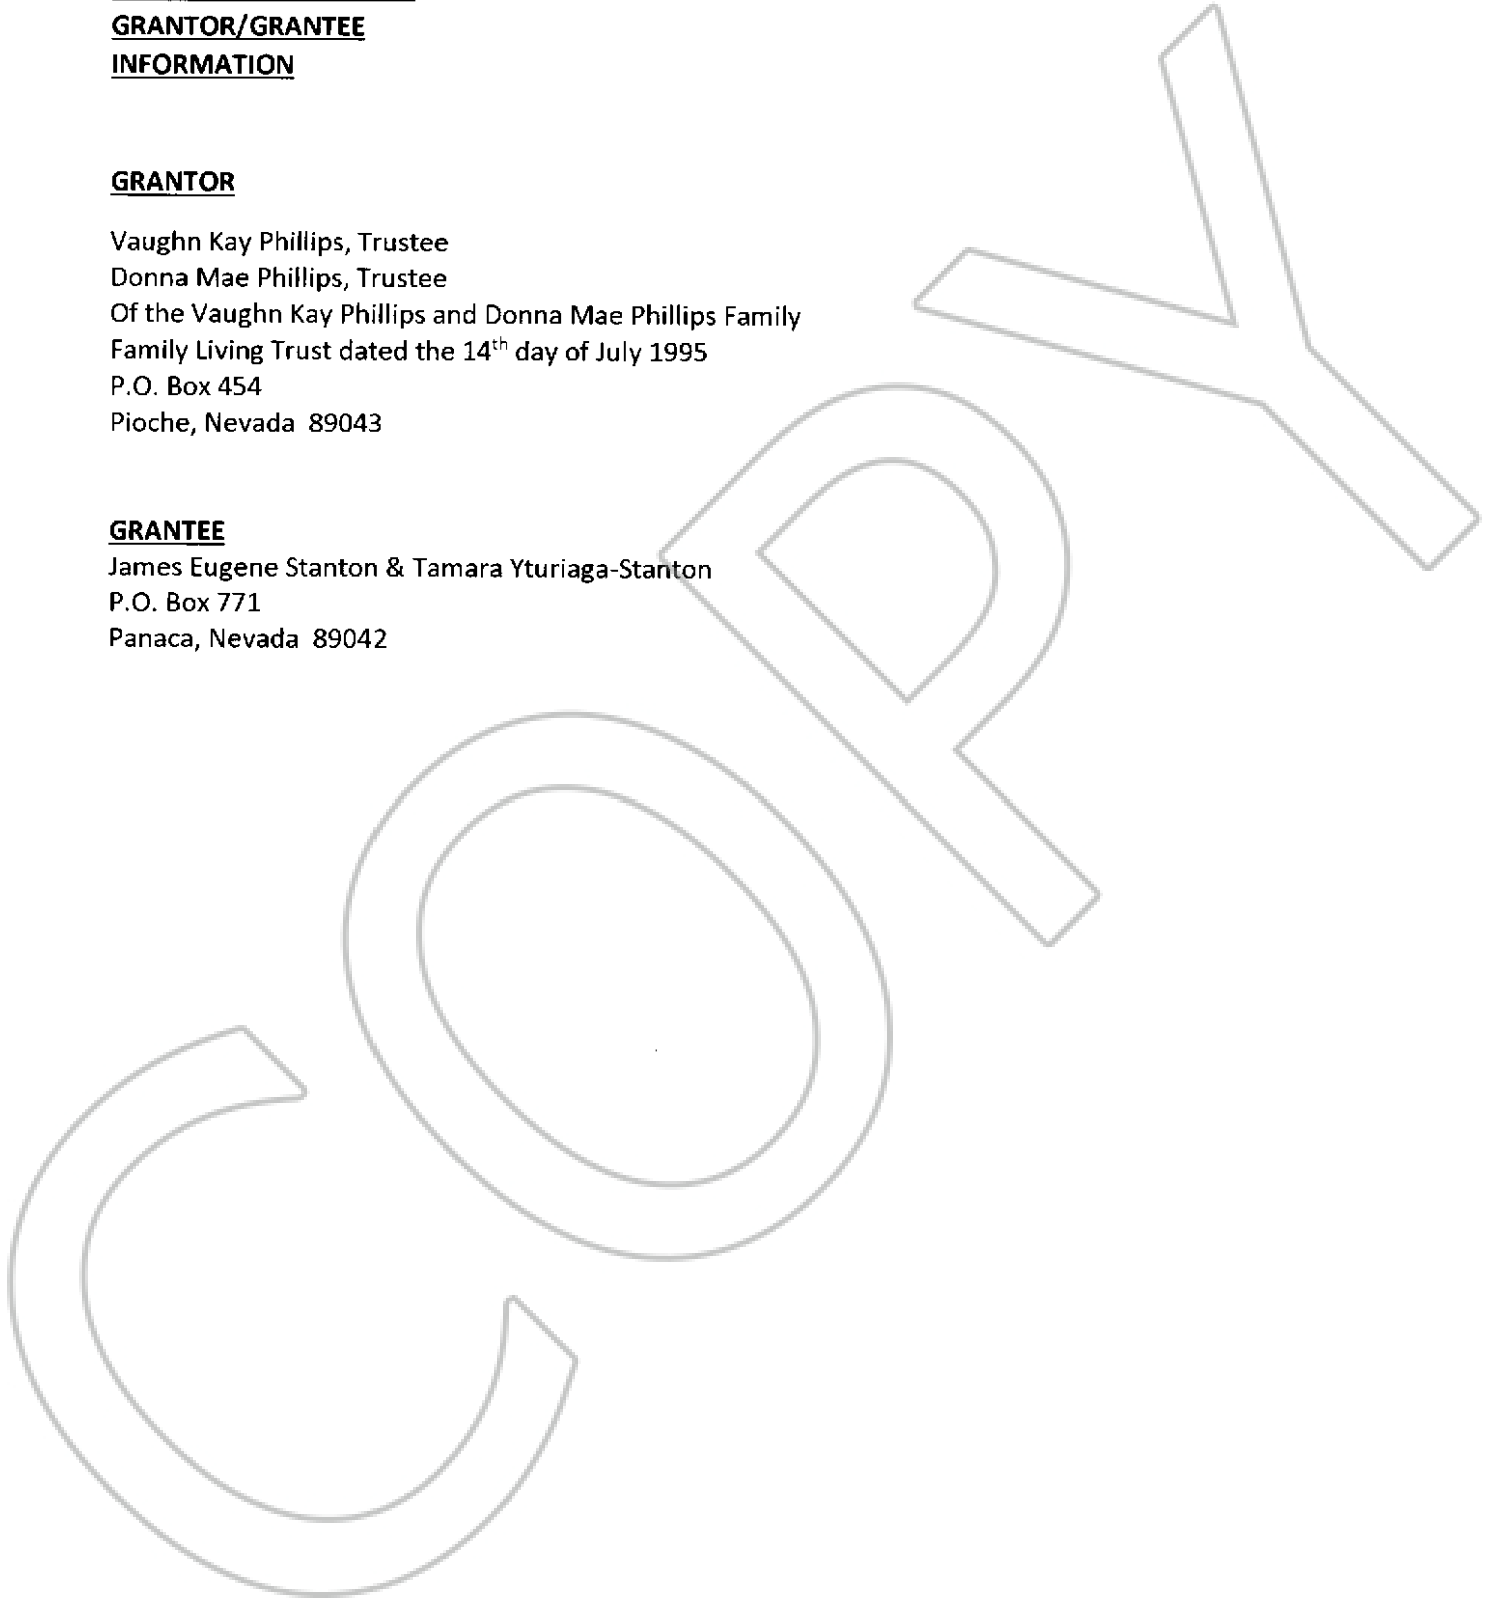 GRANTOR/GRANTEE
INFORMATION
GRANTOR
Vaughn Kay Phillips, Trustee
Donna Mae Phillips, Trustee
Of the Vaughn Kay Phillips and Donna Mae Phillips Family
Family Living Trust dated the 14th day of July 1995
P.O. Box 454
Pioche, Nevada 89043
GRANTEE
James Eugene Stanton & Tamara Yturiaga-Stanton
P.O. Box 771
Panaca, Nevada 89042
COPY